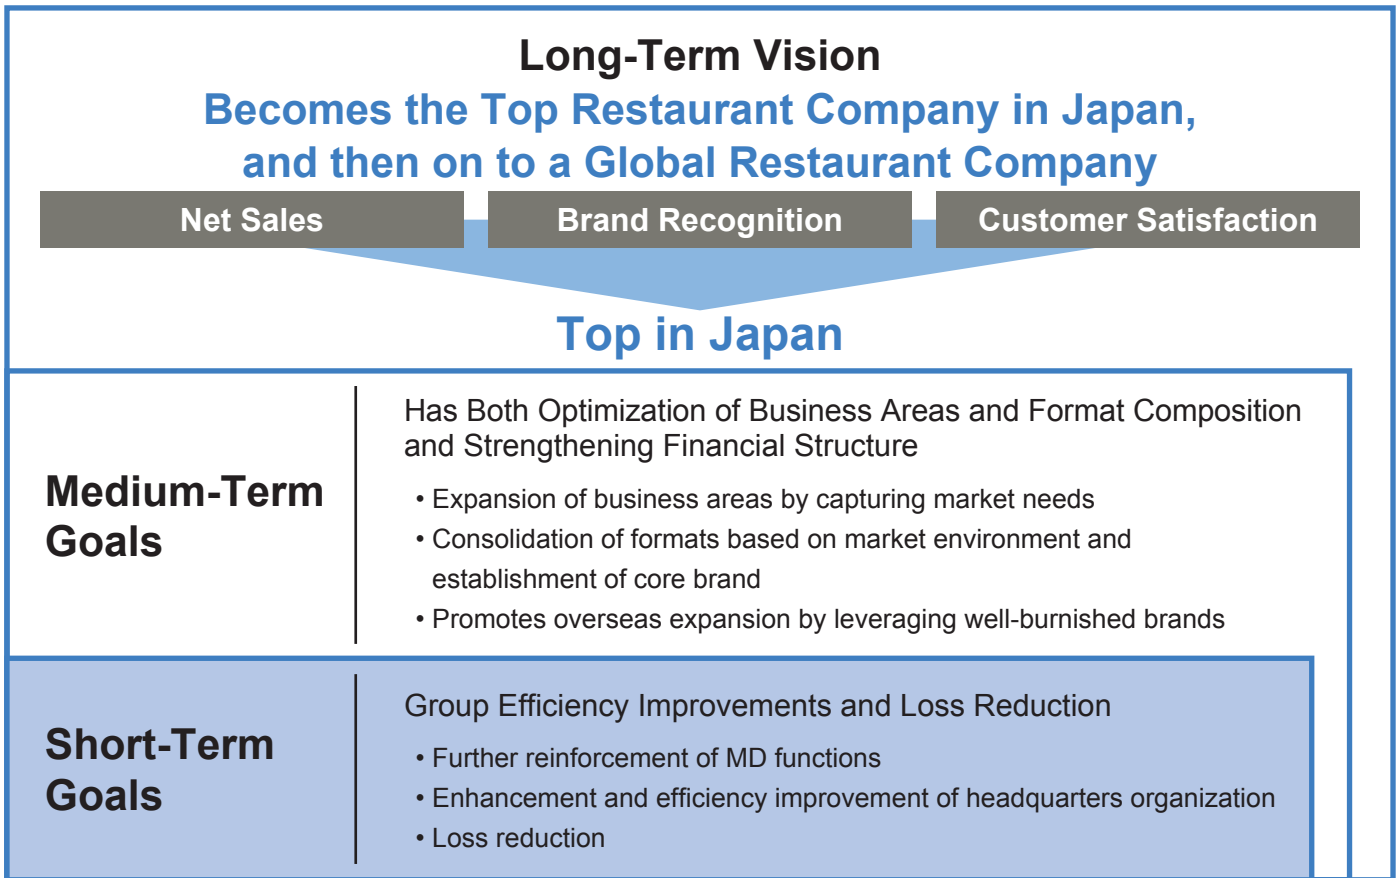 Long-Term Vision
Becomes the Top Restaurant Company in Japan,
and then on to a Global Restaurant Company
Net Sales
Brand Recognition
Customer Satisfaction
Top in Japan
Medium-Term
Goals
Has Both Optimization of Business Areas and Format Composition
and Strengthening Financial Structure
• Expansion of business areas by capturing market needs
• Consolidation of formats based on market environment and
establishment of core brand
• Promotes overseas expansion by leveraging well-burnished brands
Short-Term
Goals
Group Efficiency Improvements and Loss Reduction
• Further reinforcement of MD functions
• Enhancement and efficiency improvement of headquarters organization
• Loss reduction